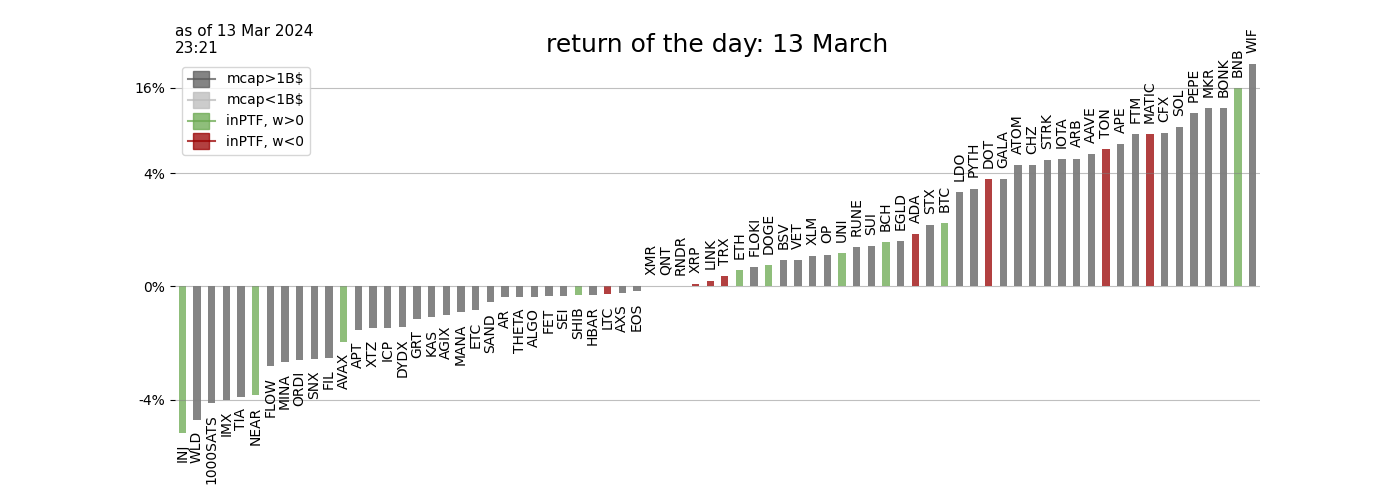 as of 13 Mar 2024
23:21
return of the day: 13 March
mcap>1B$
mcap<1B$
inPTF, w>0
inPTF, w<0
16%
4%
0%
-4%
INJ
WLD
1000SATS
IMX
TIA
NEAR
FLOW
MINA
ORDI
SNX
FIL
AVAX
APT
XTZ
ICP
DYDX
GRT
KAS
AGIX
MANA
ETC
SAND
AR
THETA
ALGO
FET
SEI
SHIB
HBAR
LTC
AXS
EOS
XMR
QNT
RNDR
XRP
LINK
TRX
ETH
FLOKI
DOGE
BSV
VET
XLM
OP
UNI
RUNE
SUI
BCH
EGLD
ADA
STX
BTC
LDO
PYTH
DOT
GALA
ATOM
CHZ
STRK
IOTA
ARB
AAVE
TON
APE
FTM
MATIC
CFX
SOL
PEPE
MKR
BONK
BNB
WIF